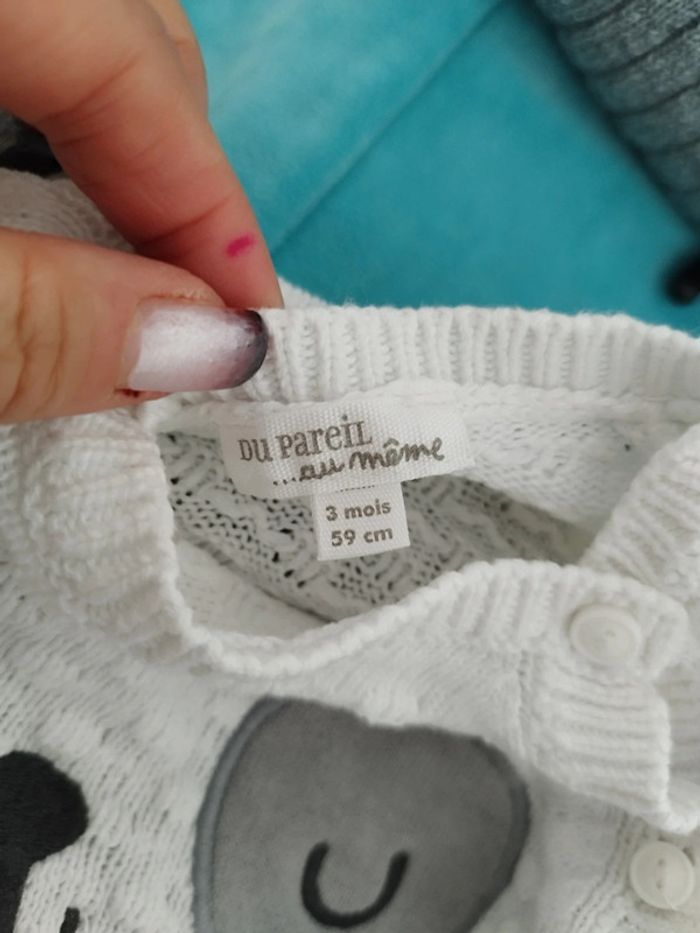 DU PAREIL
...au même
3 mois
59 cm